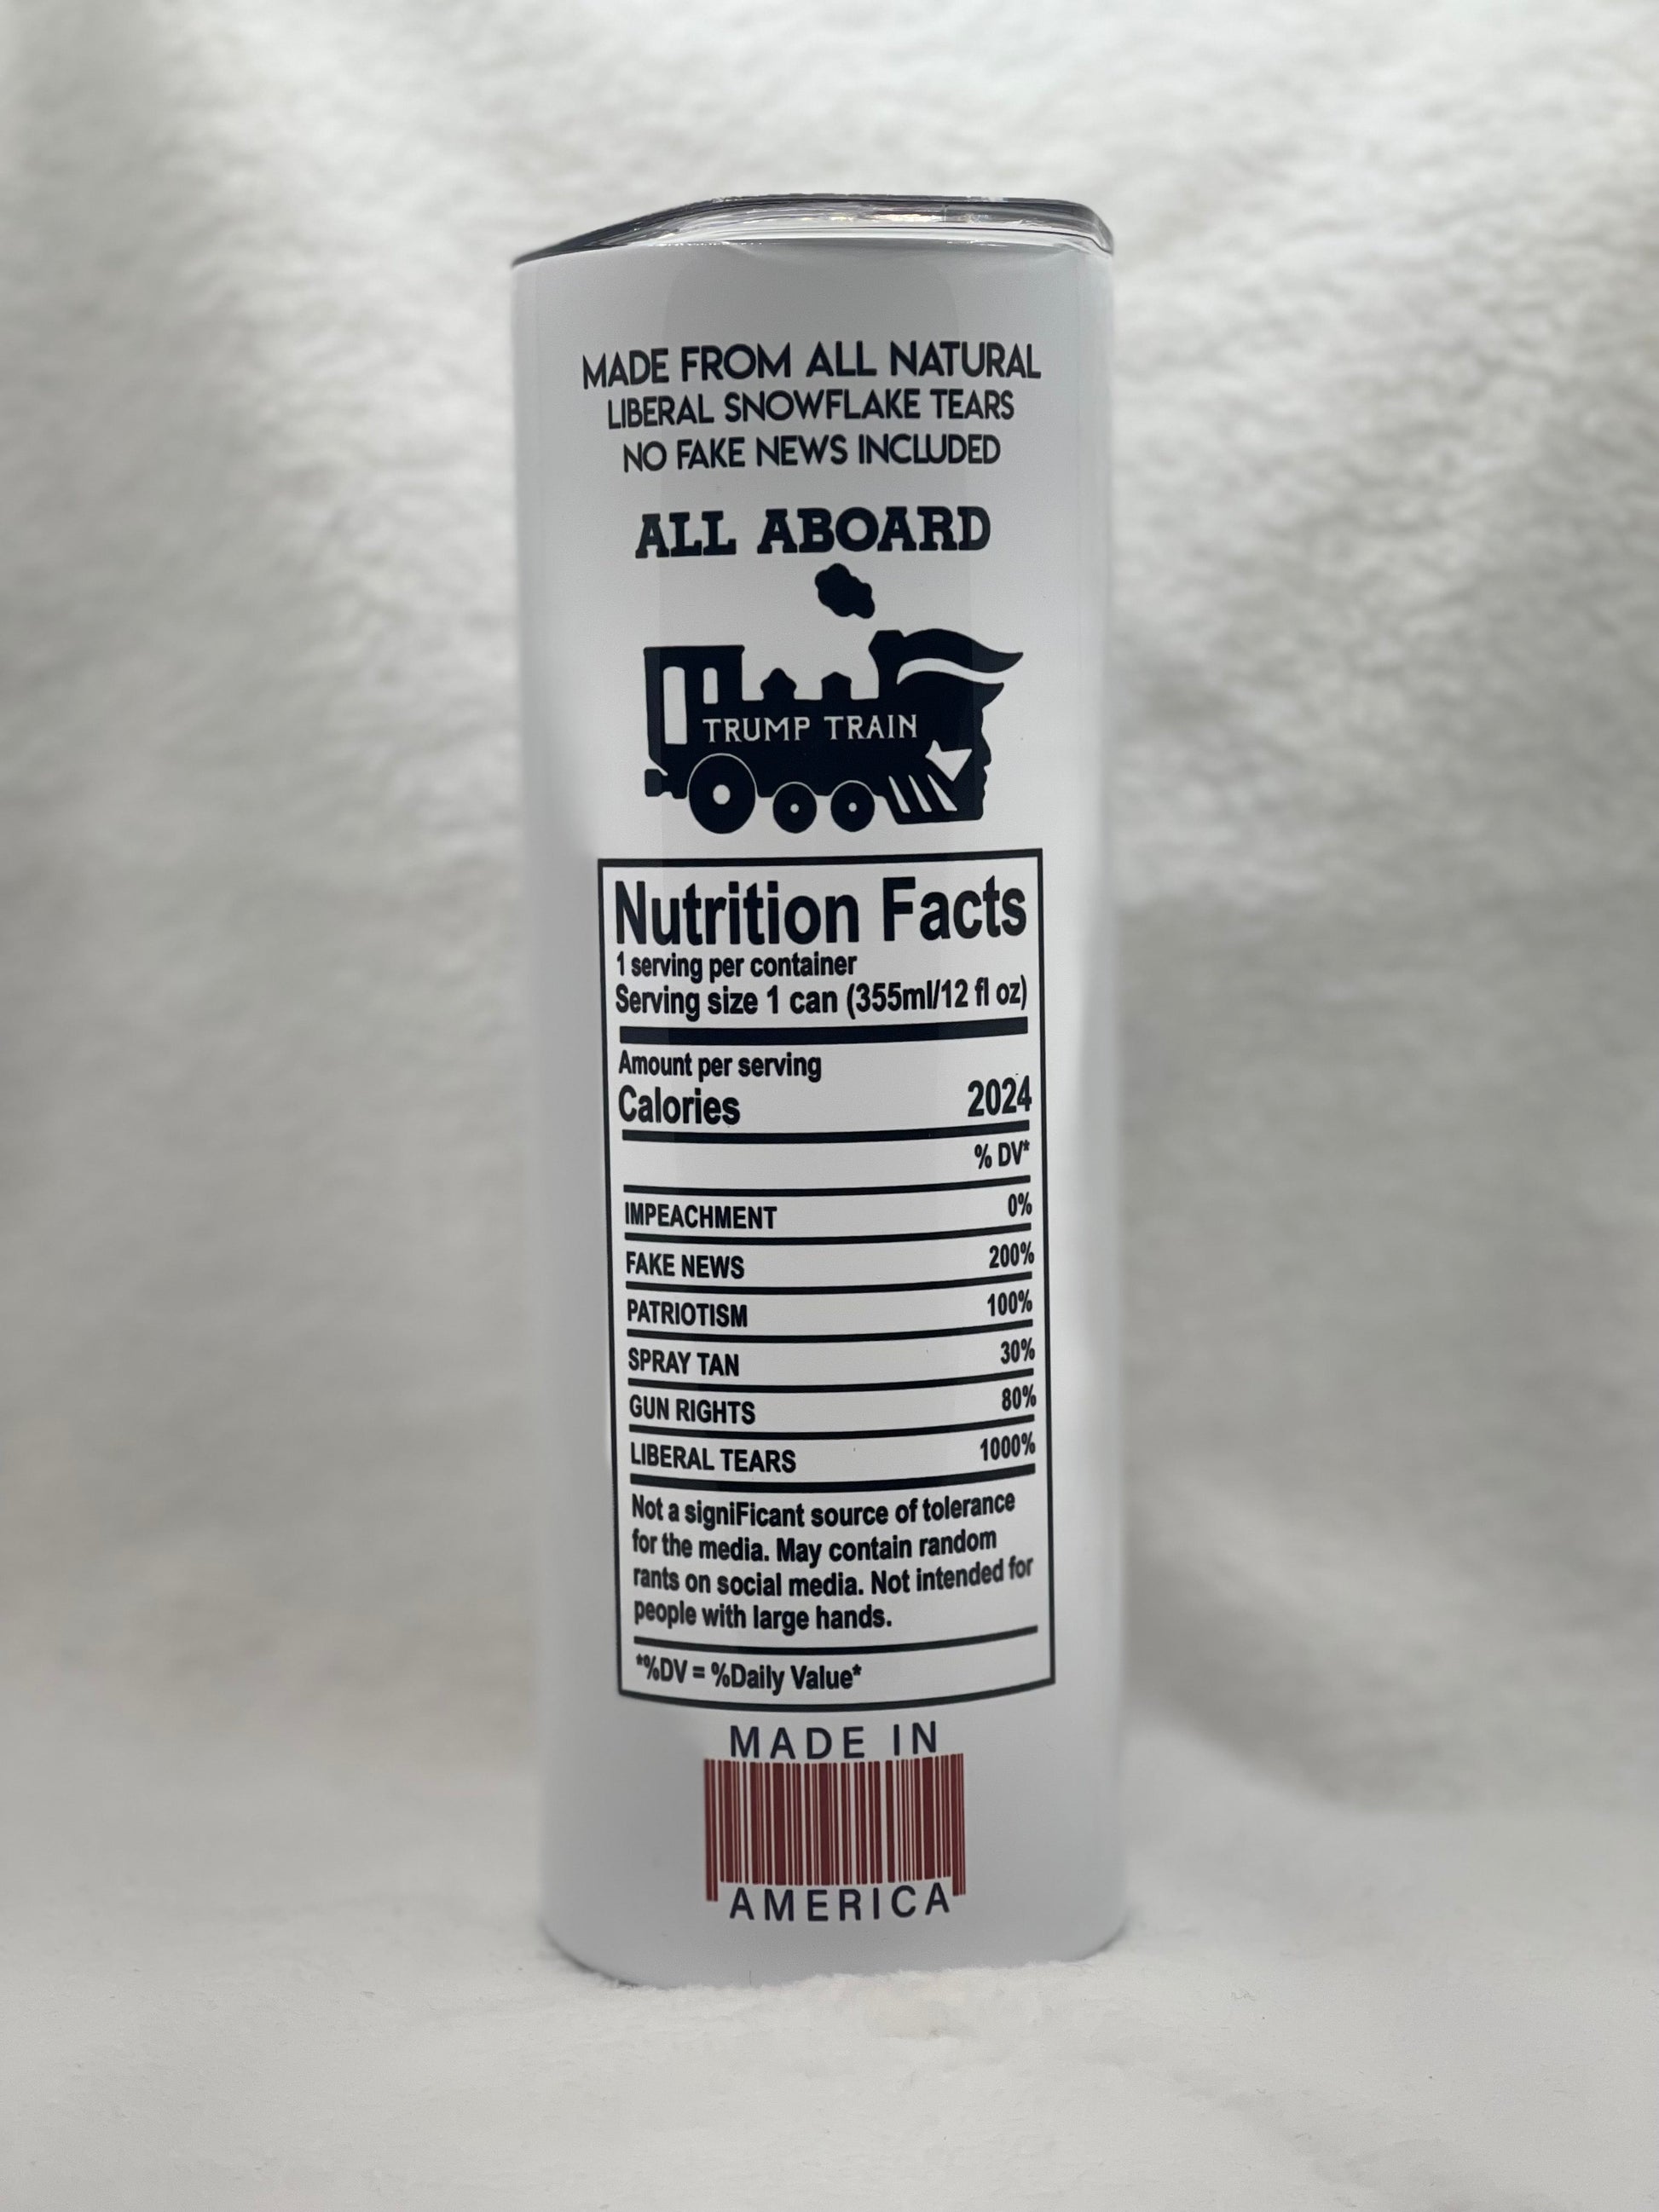 MADE FROM ALL NATURAL
LIBERAL SNOWFLAKE TEARS
NO FAKE NEWS INCLUDED
ALL ABOARD
TRUMP TRAIN
Nutrition Facts
1 serving per container
Serving size 1 can (355ml/12 fl oz)
Amount per serving
Calories 2024
% DV*
IMPEACHMENT 0%
FAKE NEWS 200%
PATRIOTISM 100%
SPRAY TAN 30%
GUN RIGHTS 80%
LIBERAL TEARS 1000%
Not a signiFicant source of tolerance
for the media. May contain random
rants on social media. Not intended for
people with large hands.
*%DV = %Daily Value*
MADE IN
AMERICA